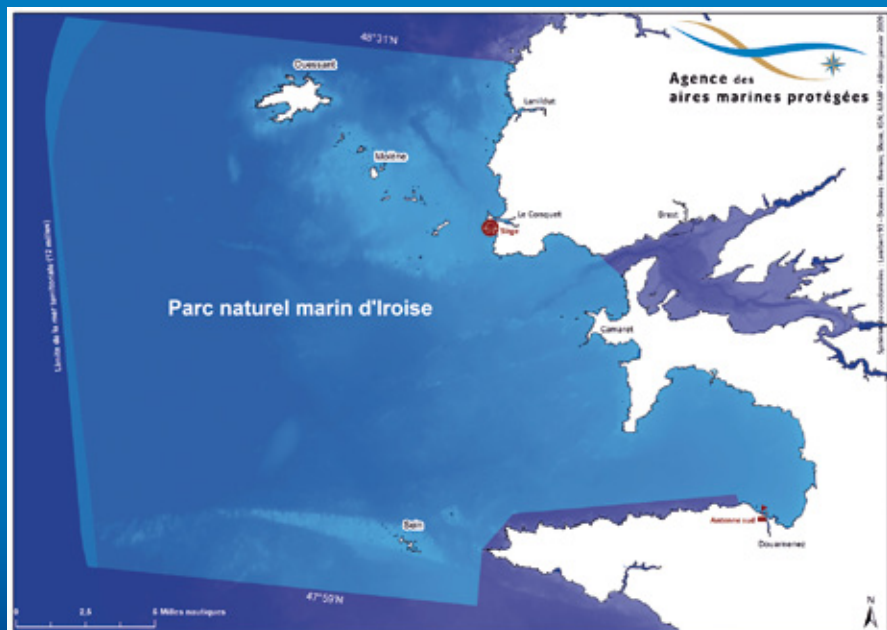 48°31'N
Ouessant
Agence des
aires marines protégées
Lanildut
Molène
Le Conquet
Siège
Brest
Limite de la mer territoriale (12 milles)
Parc naturel marin d'Iroise
Camaret
Sein
Antenne sud
Douarnenez
47°59'N
0 2,5 5 Milles nautiques
N